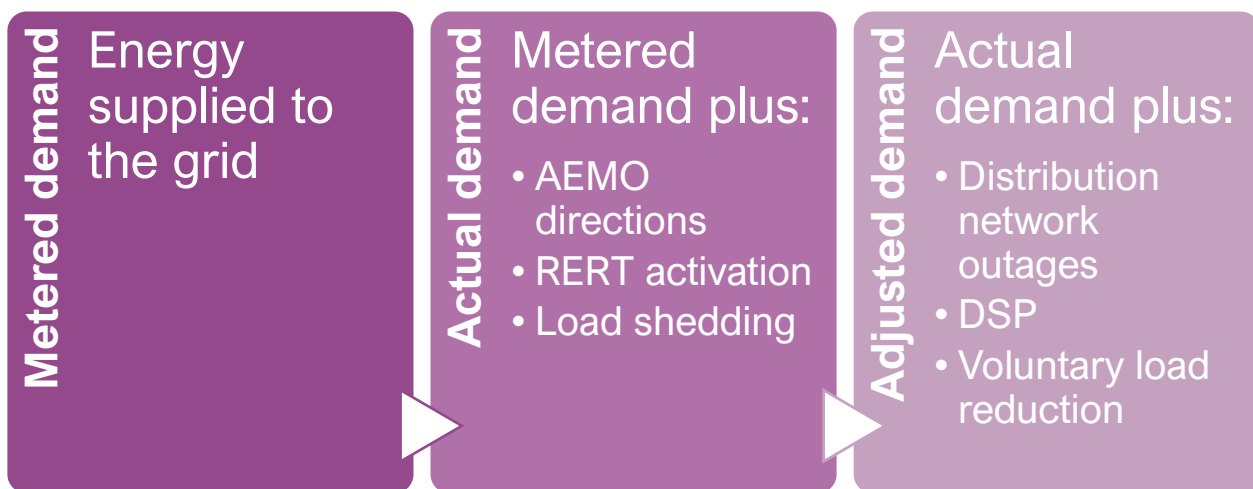 Metered demand
Energy
supplied to
the grid
Actual demand
Metered
demand plus:
• AEMO
directions
• RERT activation
• Load shedding
Adjusted demand
Actual
demand plus:
• Distribution
network
outages
• DSP
• Voluntary load
reduction